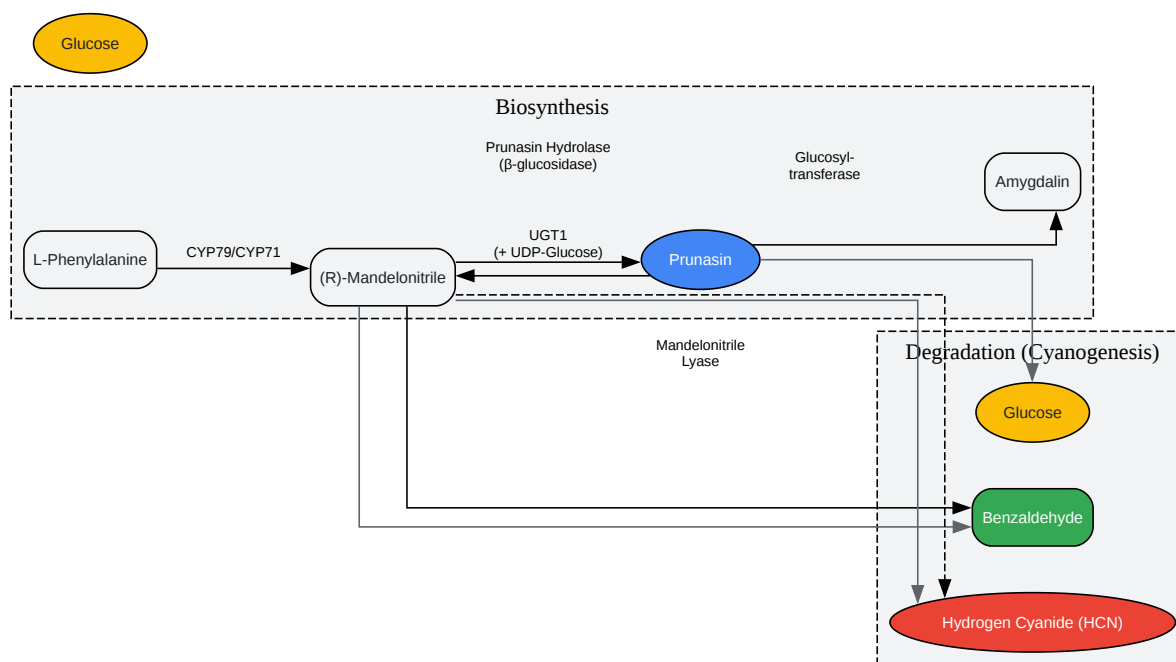 Glucose
Biosynthesis
Prunasin Hydrolase
(β-glucosidase)
Glucosyl-
transferase
Amygdalin
L-Phenylalanine
CYP79/CYP71
(R)-Mandelonitrile
UGT1
(+ UDP-Glucose)
Prunasin
Mandelonitrile
Lyase
Degradation (Cyanogenesis)
Glucose
Benzaldehyde
Hydrogen Cyanide (HCN)